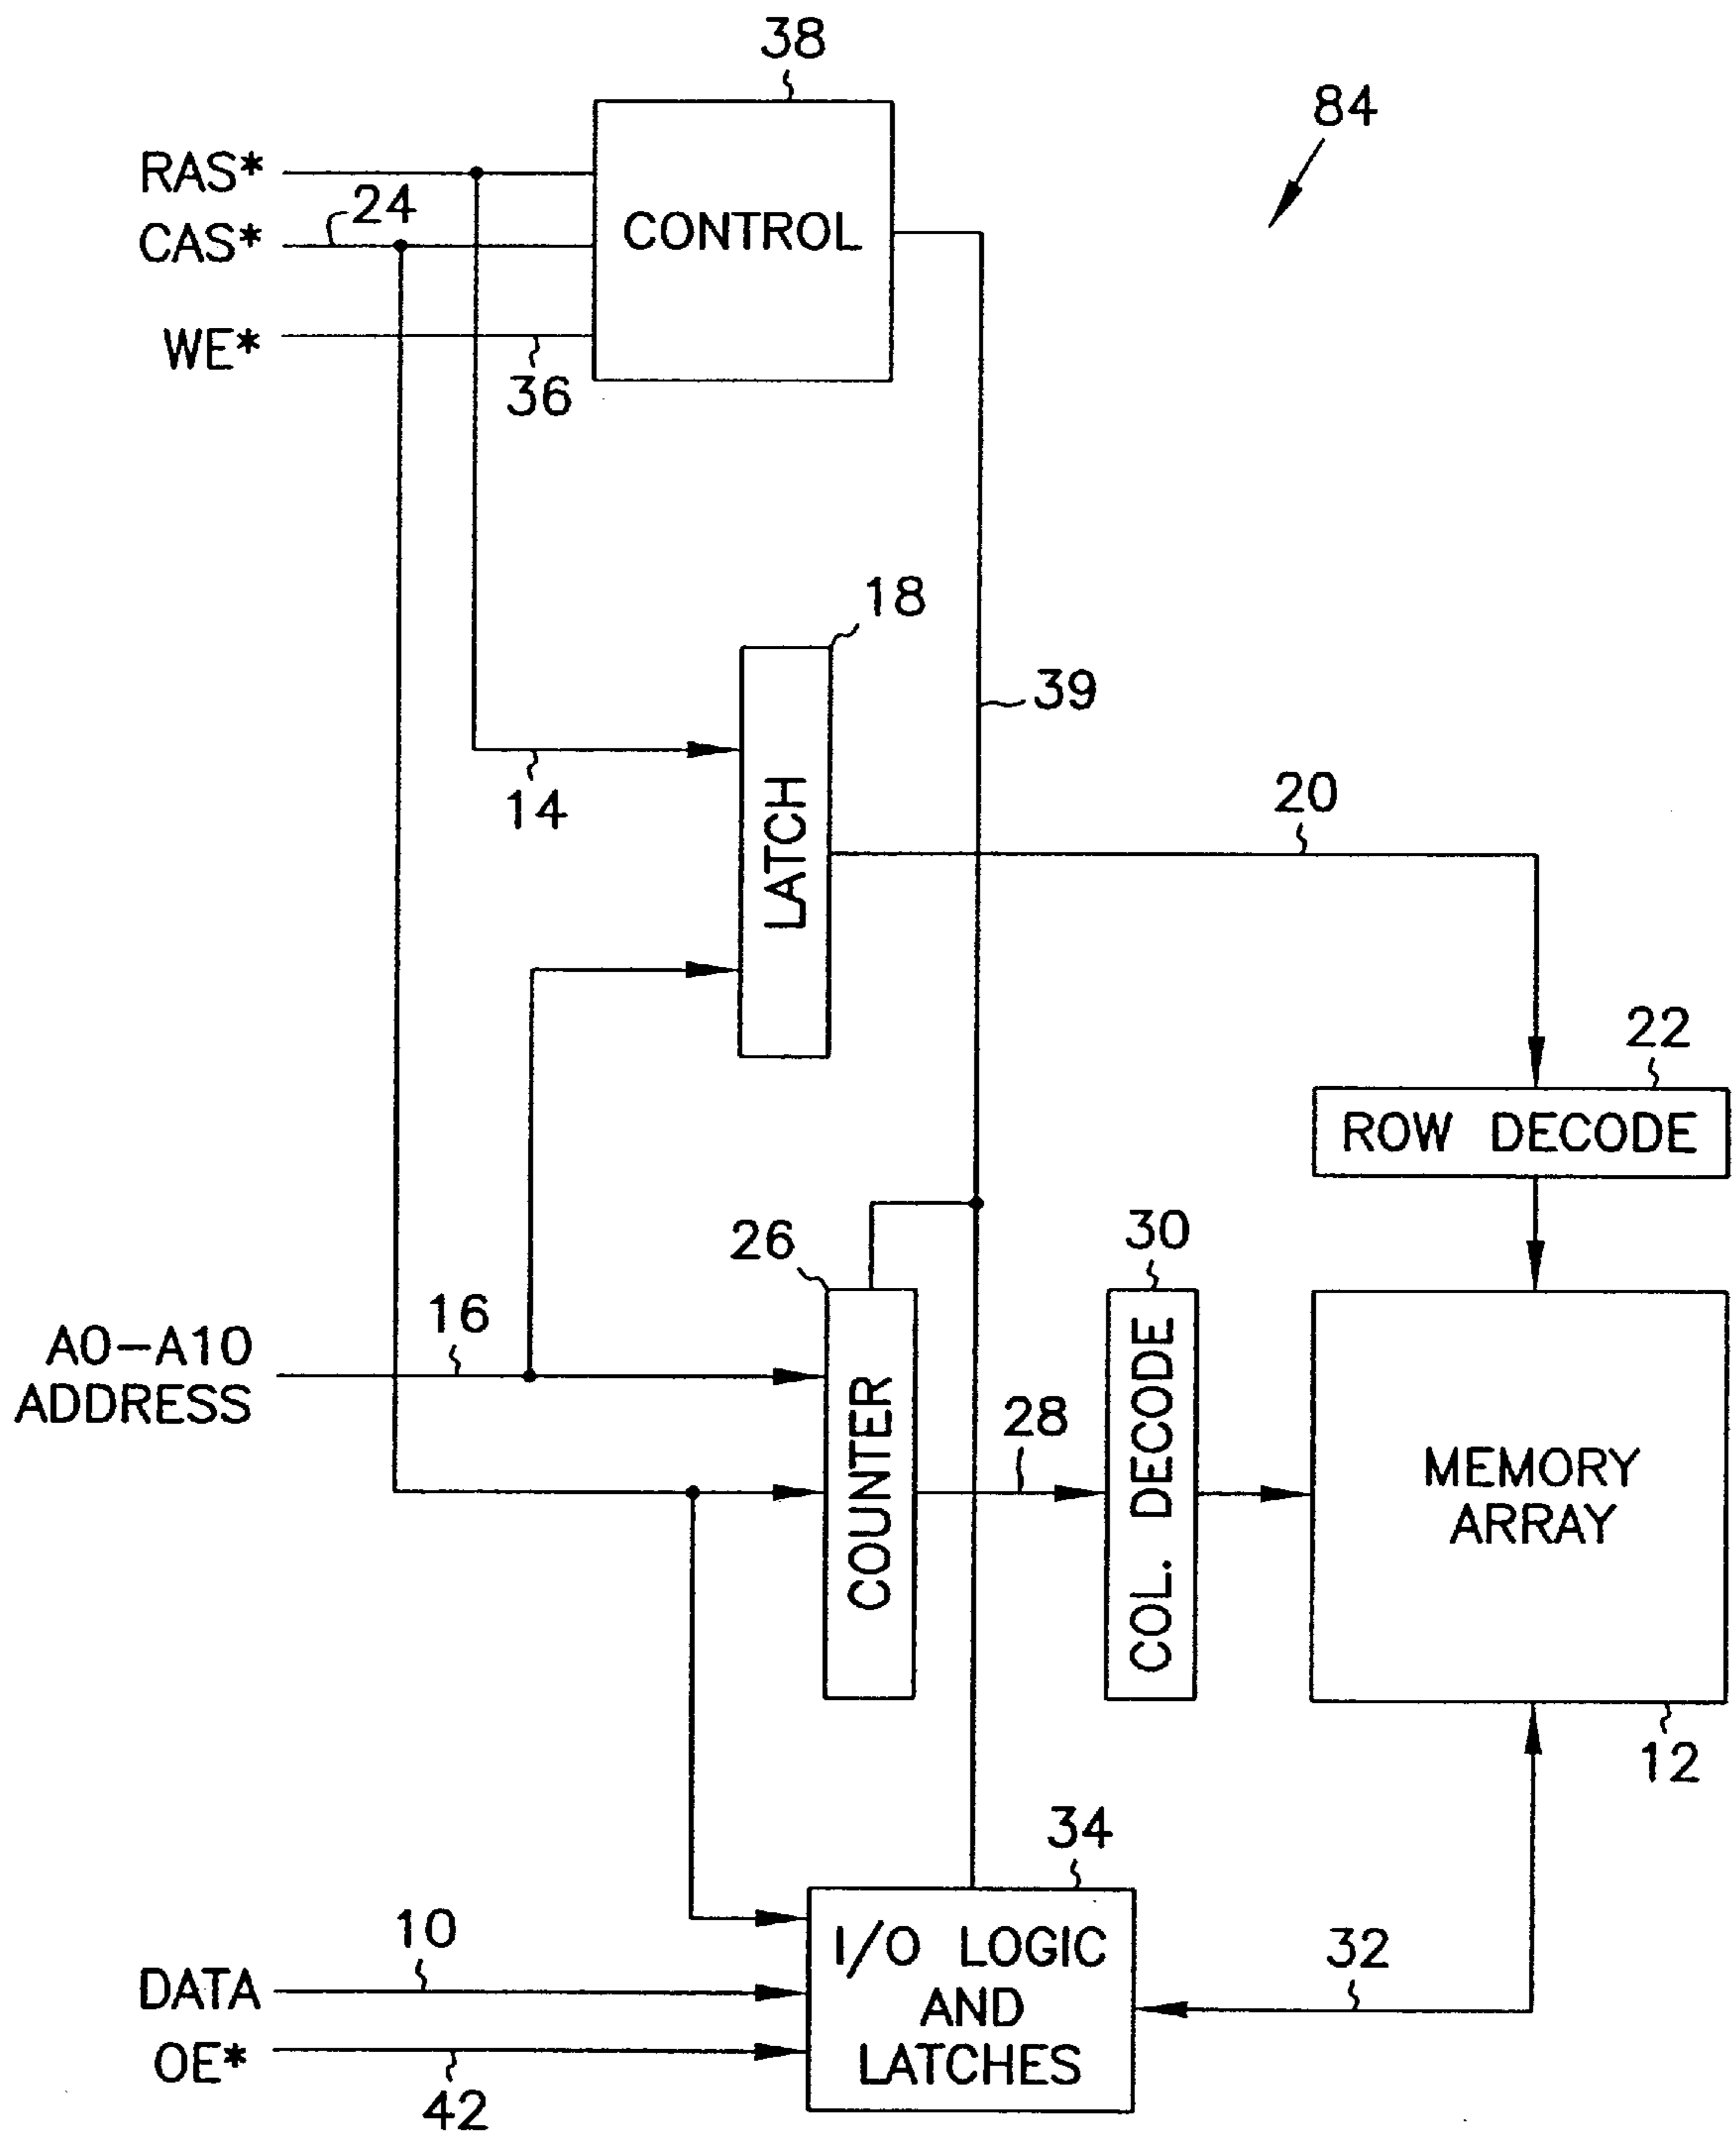 38
84
RAS*
24
CAS*
CONTROL
WE*
36
18
39
14
LATCH
20
22
ROW DECODE
26
30
16
A0-A10
ADDRESS
COUNTER
28
COL. DECODE
MEMORY
ARRAY
12
34
10
DATA
I/O LOGIC
AND
LATCHES
32
OE*
42